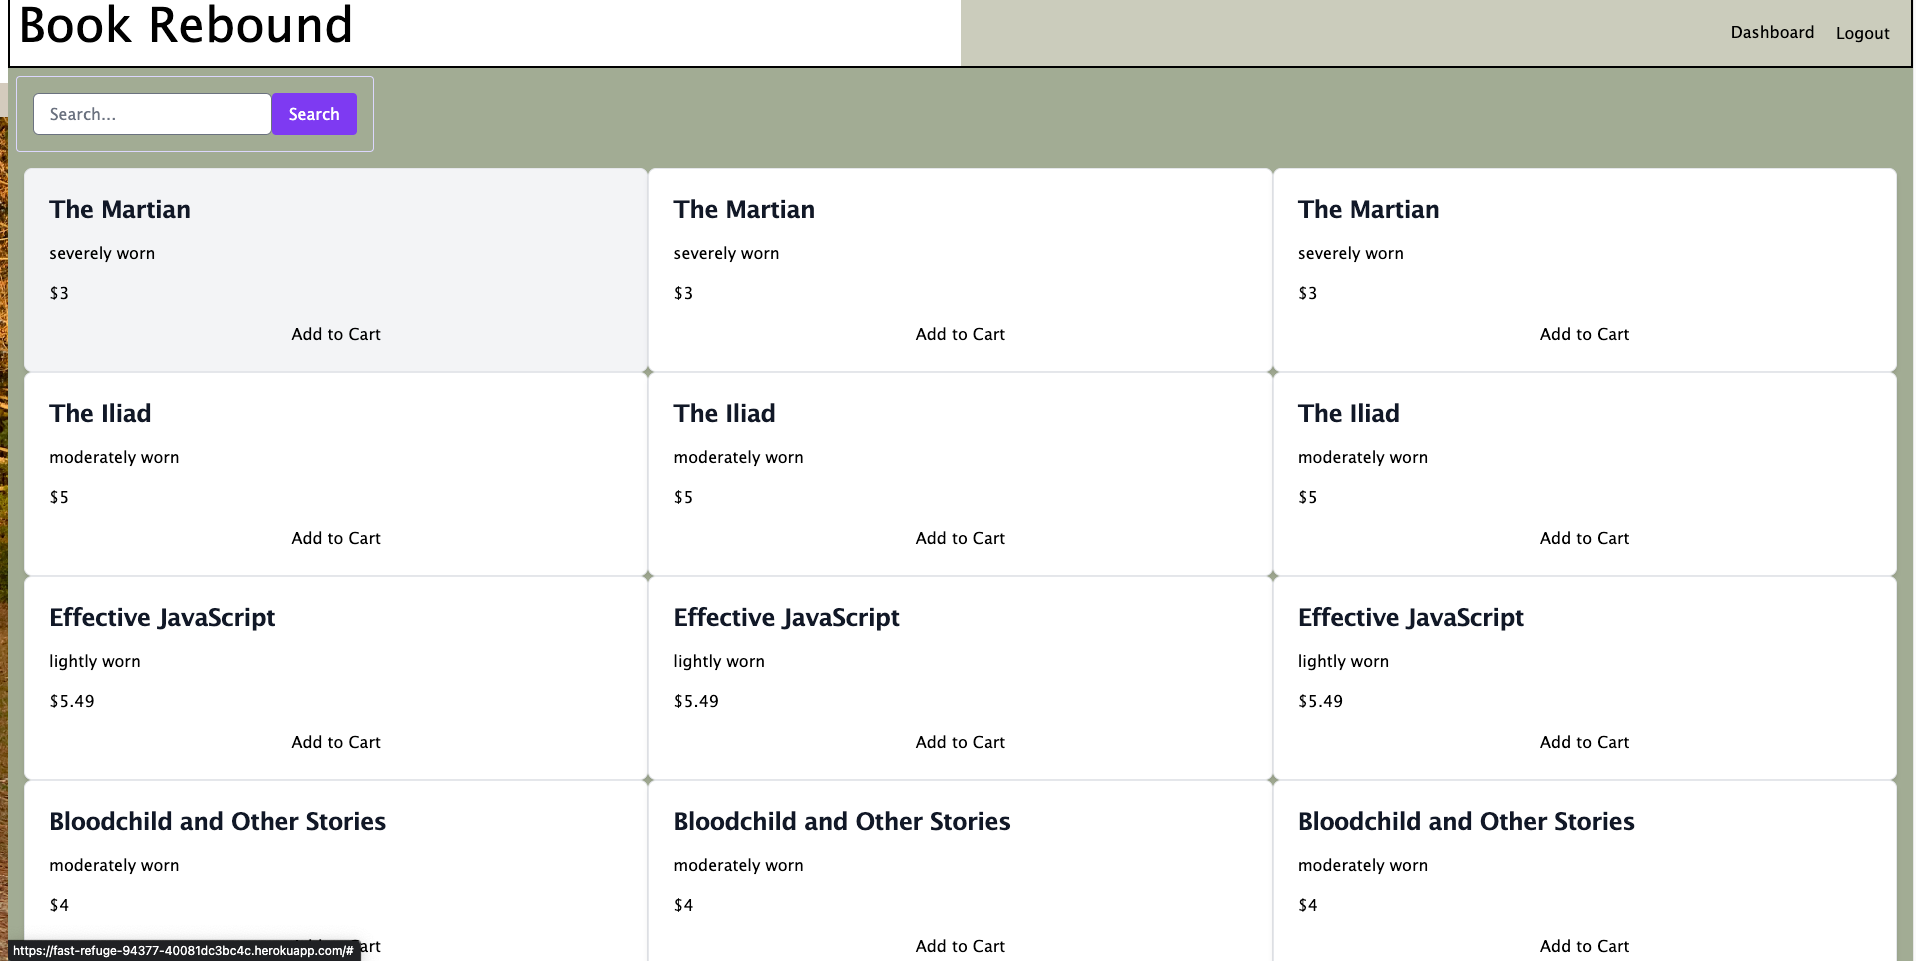 Book Rebound
Dashboard Logout
Search... Search
The Martian The Martian The Martian
severely worn severely worn severely worn
$3 $3 $3
Add to Cart Add to Cart Add to Cart
The Iliad The Iliad The Iliad
moderately worn moderately worn moderately worn
$5 $5 $5
Add to Cart Add to Cart Add to Cart
Effective JavaScript Effective JavaScript Effective JavaScript
lightly worn lightly worn lightly worn
$5.49 $5.49 $5.49
Add to Cart Add to Cart Add to Cart
Bloodchild and Other Stories Bloodchild and Other Stories Bloodchild and Other Stories
moderately worn moderately worn moderately worn
$4 $4 $4
Add to Cart Add to Cart
https://fast-refuge-94377-40081dc3bc4c.herokuapp.com/#